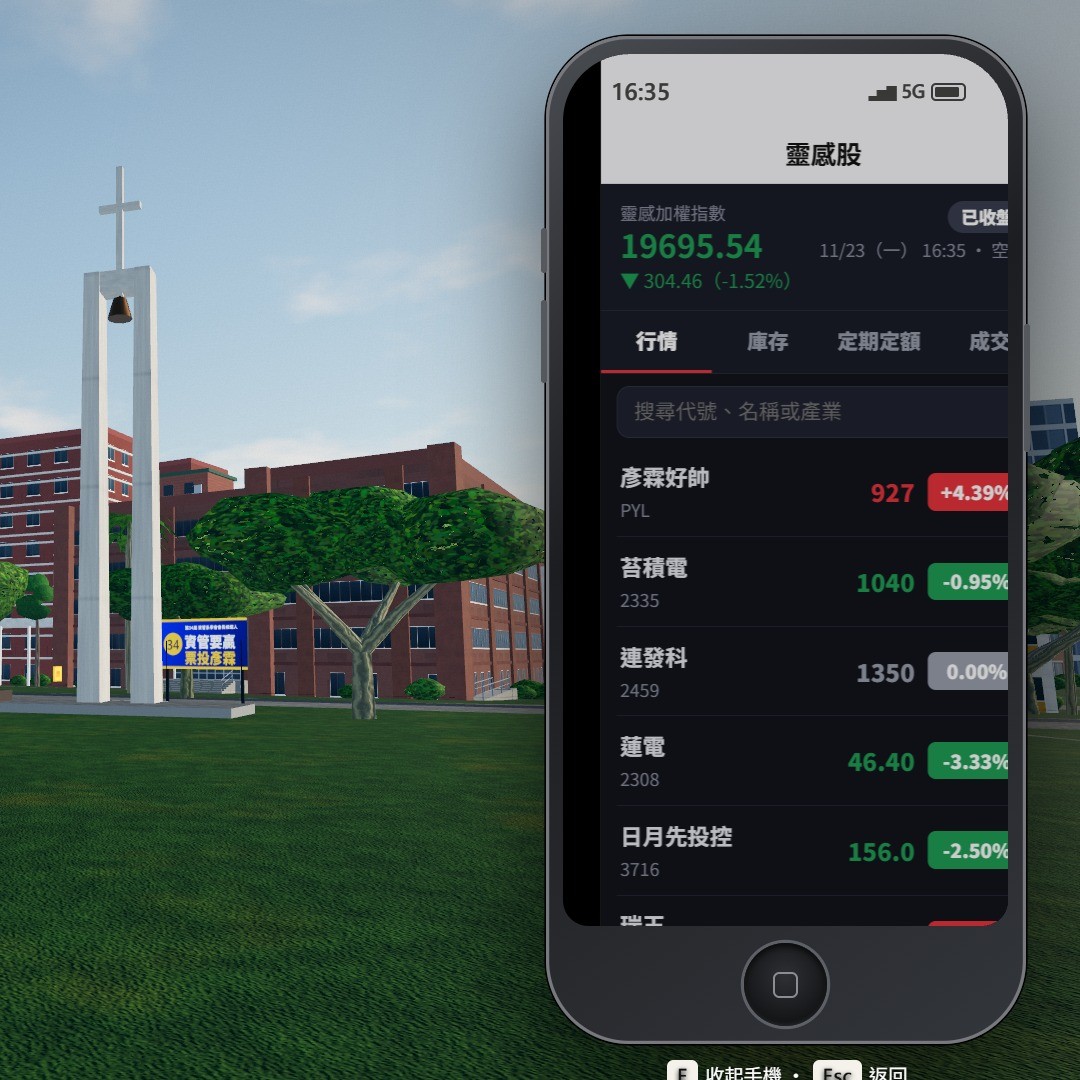 16:35
5G
靈感股
靈感加權指數
已收盤
19695.54
11/23（一） 16:35 · 空
▼ 304.46（-1.52%）
行情
庫存
定期定額
成交
搜尋代號、名稱或產業
彥霖好帥
PYL
927
+4.39%
苔積電
2335
1040
-0.95%
連發科
2459
1350
0.00%
蓮電
2308
46.40
-3.33%
日月先投控
3716
156.0
-2.50%
34
資管要贏
票投彥霖
F 收起手機 · Esc 返回